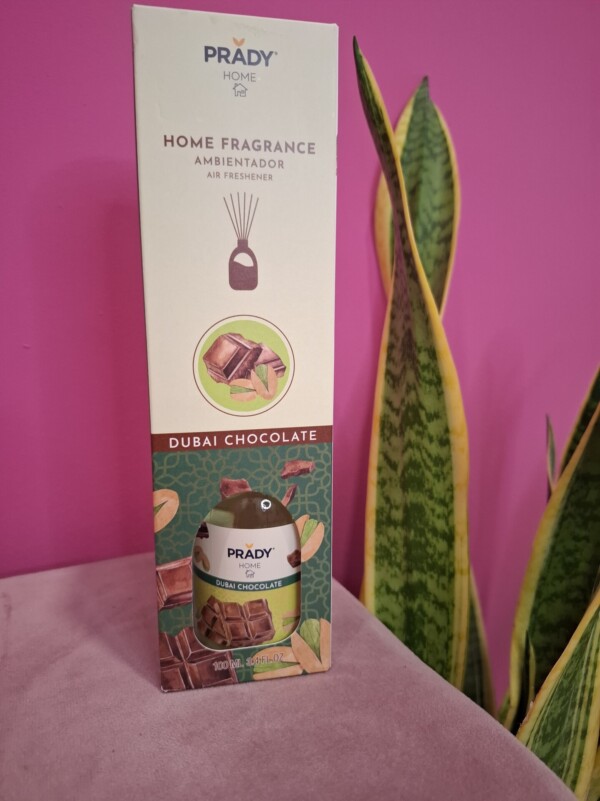 PRADY®
HOME
HOME FRAGRANCE
AMBIENTADOR
AIR FRESHENER
DUBAI CHOCOLATE
PRADY®
HOME
DUBAI CHOCOLATE
100 ML.